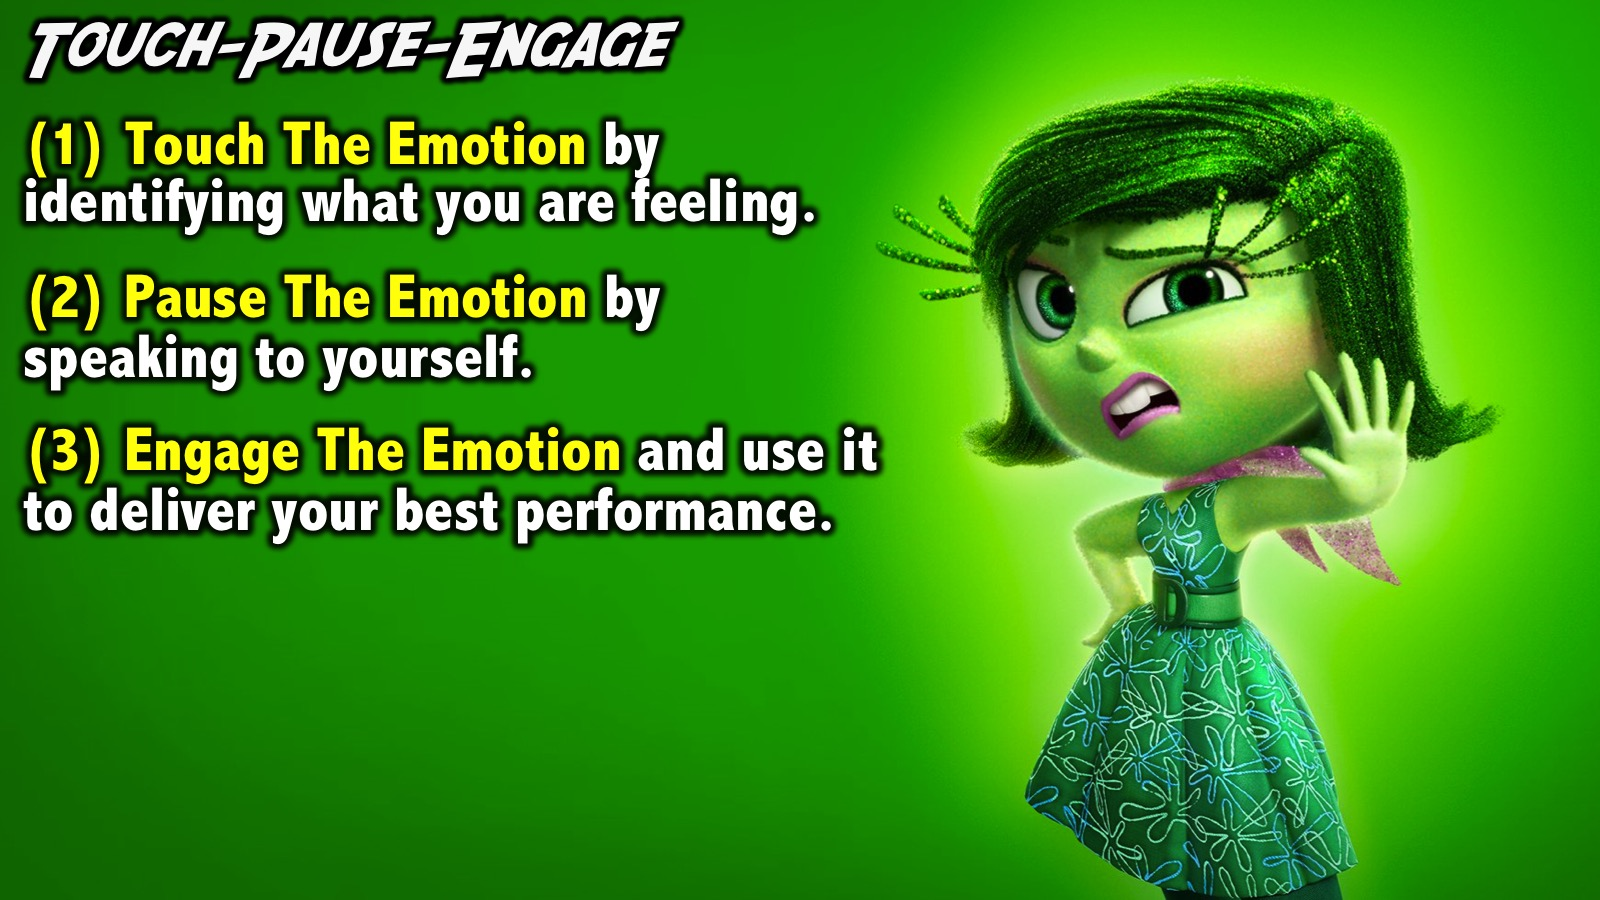 TOUCH-PAUSE-ENGAGE
(1) Touch The Emotion by
identifying what you are feeling.
(2) Pause The Emotion by
speaking to yourself.
(3) Engage The Emotion and use it
to deliver your best performance.